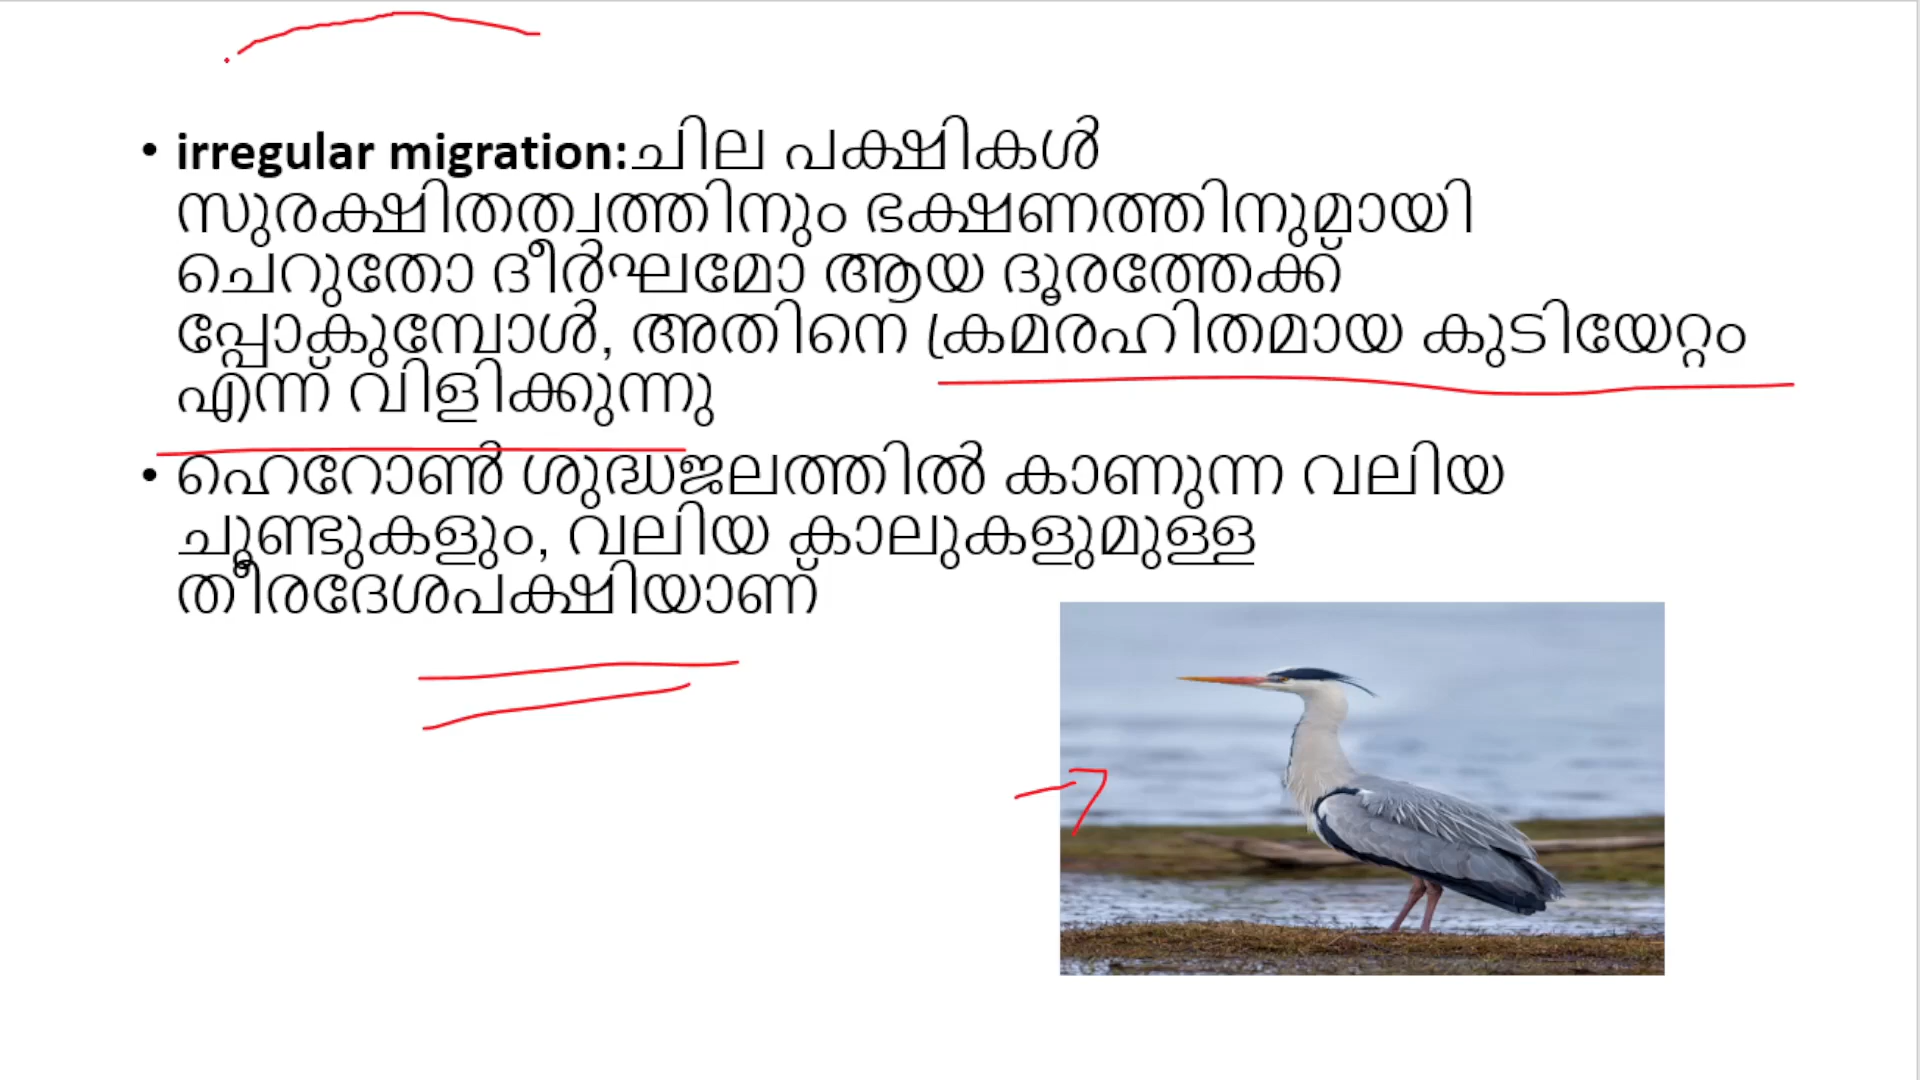 • irregular migration:ചില പക്ഷികൾ
സുരക്ഷിതത്വത്തിനും ഭക്ഷണത്തിനുമായി
ചെറുതോ ദീർഘമോ ആയ ദൂരത്തേക്ക്
പ്പോകുമ്പോൾ, അതിനെ ക്രമരഹിതമായ കുടിയേറ്റം
എന്ന് വിളിക്കുന്നു
• ഹെറോൺ ശുദ്ധജലത്തിൽ കാണുന്ന വലിയ
ചൂണ്ടുകളും, വലിയ കാലുകളുമുള്ള
തീരദേശപക്ഷിയാണ്